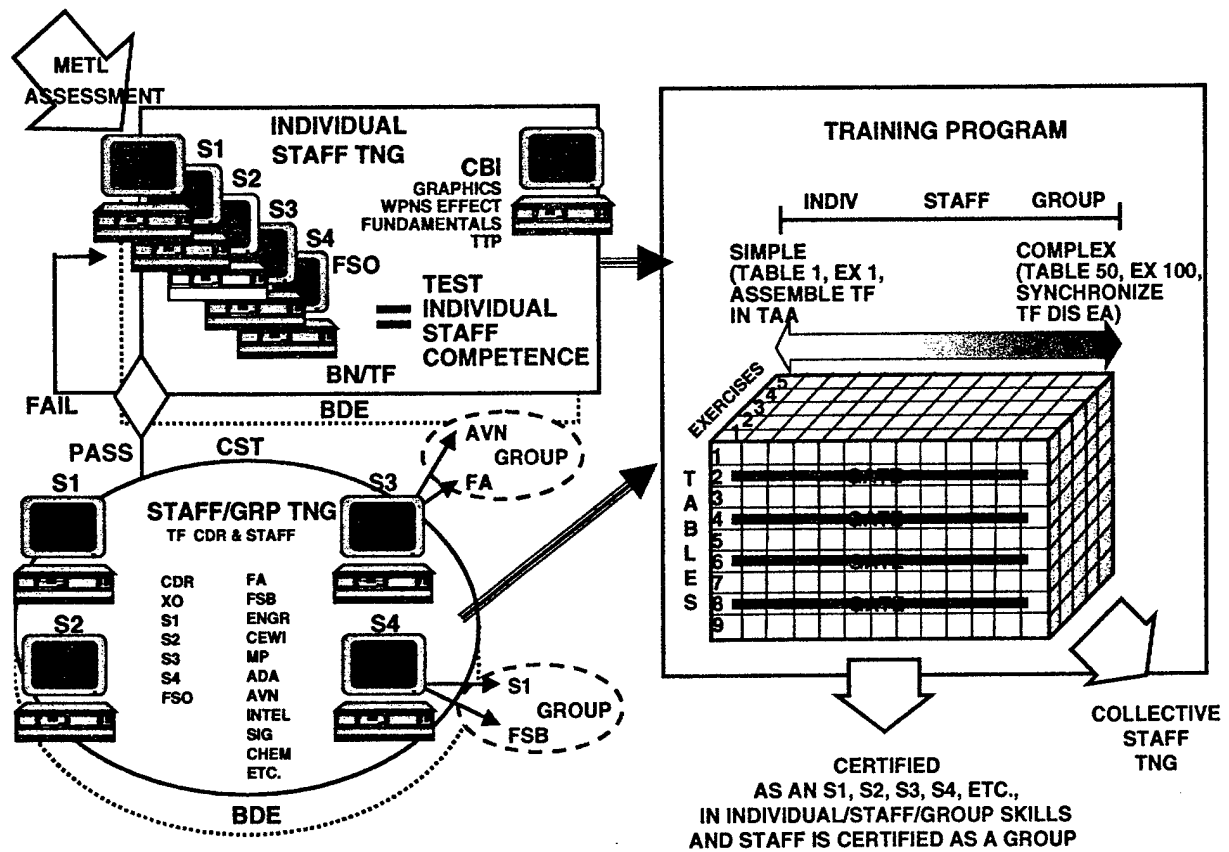 METL
ASSESSMENT
INDIVIDUAL
STAFF TNG
S1
S2
S3
S4
FSO
CBI
GRAPHICS
WPNS EFFECT
FUNDAMENTALS
TTP
TEST
INDIVIDUAL
STAFF
COMPETENCE
BN/TF
BDE
FAIL
PASS
CST
S1
S2
S3
S4
STAFF/GRP TNG
TF CDR & STAFF
CDR
XO
S1
S2
S3
S4
FSO
FA
FSB
ENGR
CEWI
MP
ADA
AVN
INTEL
SIG
CHEM
ETC.
AVN
GROUP
FA
S1
GROUP
FSB
BDE
TRAINING PROGRAM
INDIV STAFF GROUP
SIMPLE
(TABLE 1, EX 1,
ASSEMBLE TF
IN TAA
COMPLEX
(TABLE 50, EX 100,
SYNCHRONIZE
TF DIS EA)
EXERCISES
1 2 3 4 5
TABLES
1
2
3
4
5
6
7
8
9
GATE
GATE
GATE
GATE
CERTIFIED
AS AN S1, S2, S3, S4, ETC.,
IN INDIVIDUAL/STAFF/GROUP SKILLS
AND STAFF IS CERTIFIED AS A GROUP
COLLECTIVE
STAFF
TNG